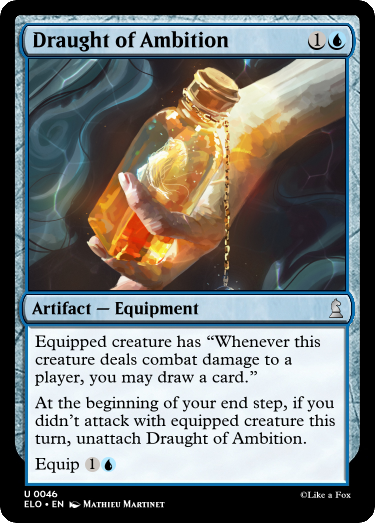 Draught of Ambition 1
Artifact — Equipment
Equipped creature has “Whenever this
creature deals combat damage to a
player, you may draw a card.”
At the beginning of your end step, if you
didn’t attack with equipped creature this
turn, unattach Draught of Ambition.
Equip 1
U 0046
ELO • EN Mathieu Martinet
©Like a Fox